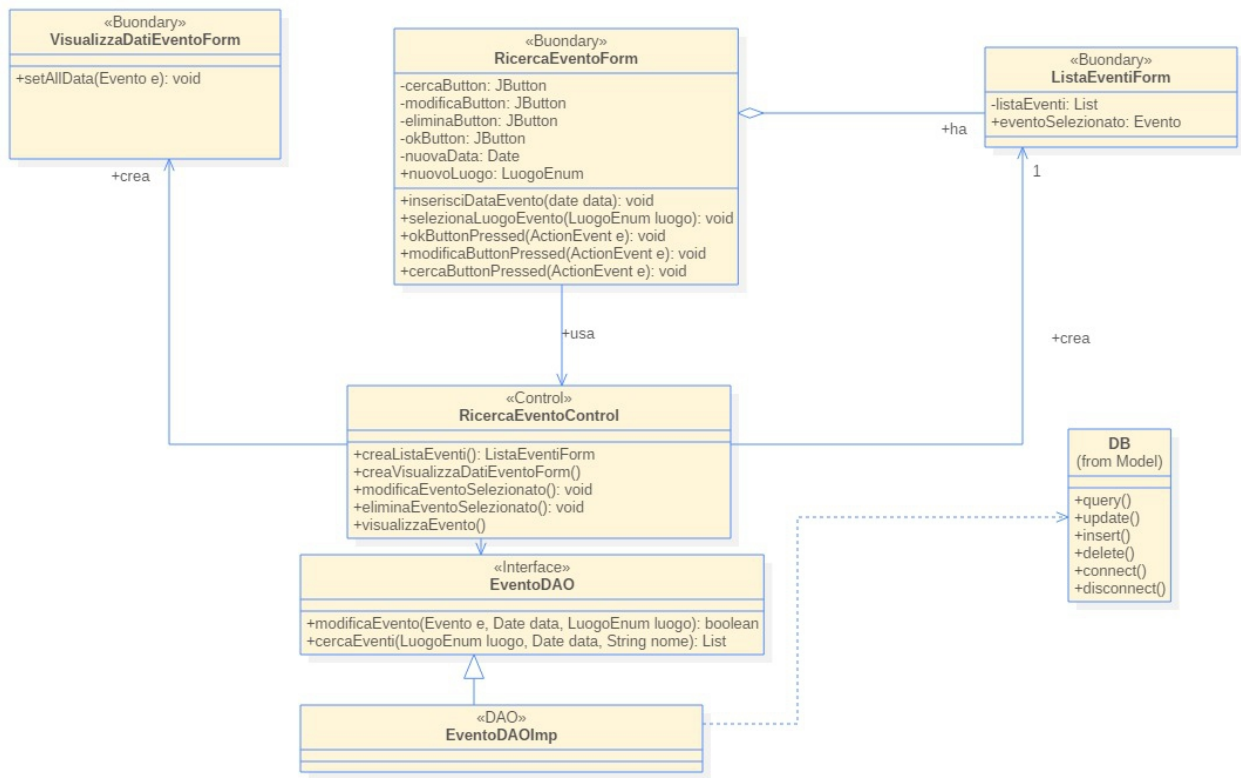 «Buondary»
VisualizzaDatiEventoForm
+setAllData(Evento e): void
«Buondary»
RicercaEventoForm
-cercaButton: JButton
-modificaButton: JButton
-eliminaButton: JButton
-okButton: JButton
-nuovaData: Date
+nuovoLuogo: LuogoEnum
+inserisciDataEvento(date data): void
+selezionaLuogoEvento(LuogoEnum luogo): void
+okButtonPressed(ActionEvent e): void
+modificaButtonPressed(ActionEvent e): void
+cercaButtonPressed(ActionEvent e): void
«Buondary»
ListaEventiForm
-listaEventi: List
+eventoSelezionato: Evento
+ha
+crea
1
+usa
+crea
«Control»
RicercaEventoControl
+creaListaEventi(): ListaEventiForm
+creaVisualizzaDatiEventoForm()
+modificaEventoSelezionato(): void
+eliminaEventoSelezionato(): void
+visualizzaEvento()
DB
(from Model)
+query()
+update()
+insert()
+delete()
+connect()
+disconnect()
«Interface»
EventoDAO
+modificaEvento(Evento e, Date data, LuogoEnum luogo): boolean
+cercaEventi(LuogoEnum luogo, Date data, String nome): List
«DAO»
EventoDAOImp